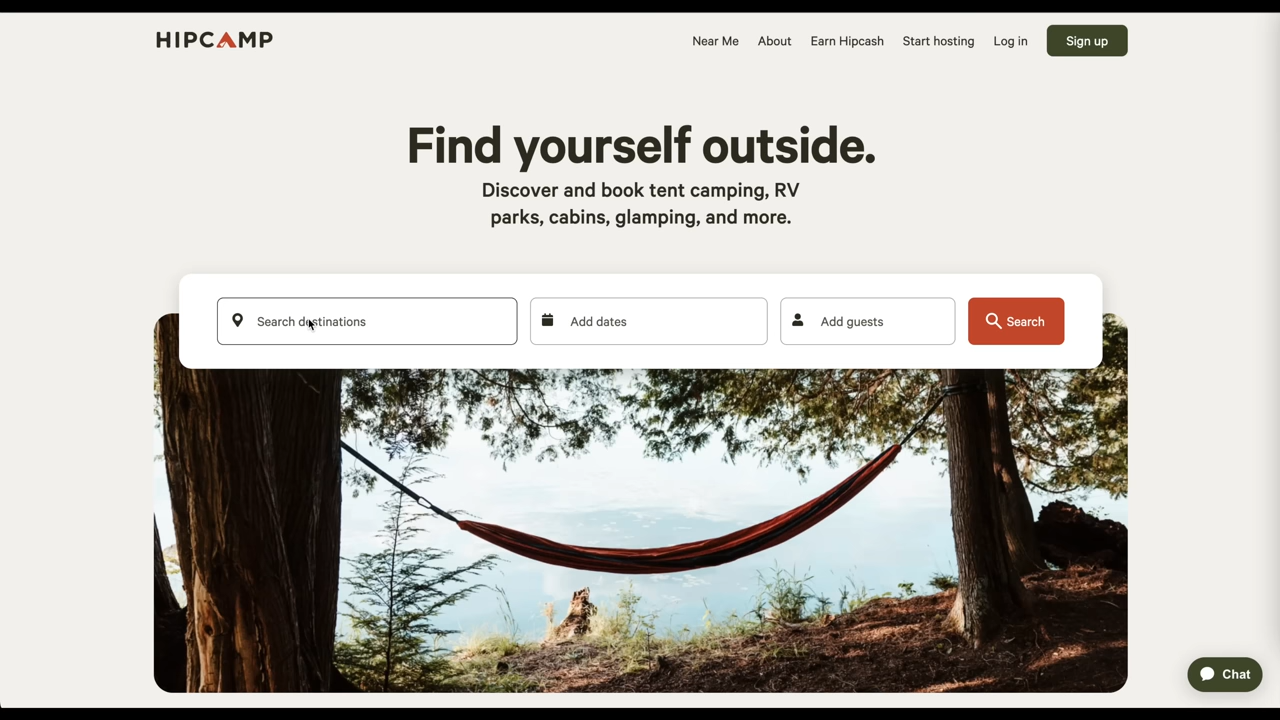 HIPCAMP
Near Me
About
Earn Hipcash
Start hosting
Log in
Sign up
Find yourself outside.
Discover and book tent camping, RV
parks, cabins, glamping, and more.
Search destinations
Add dates
Add guests
Search
Chat